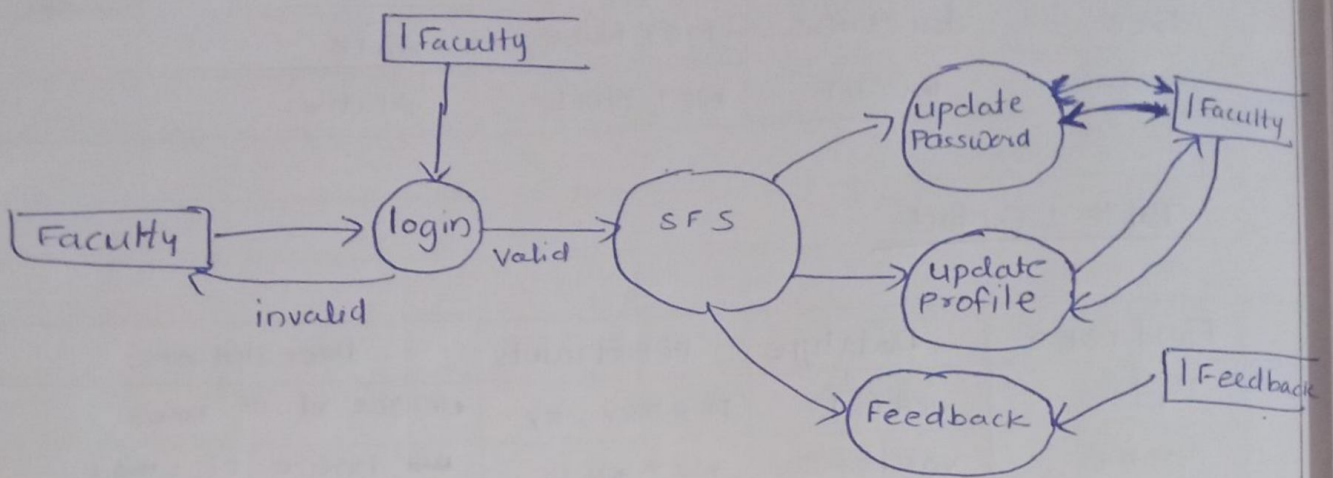 | Faculty
update
Password
| Faculty
Faculty
login
valid
invalid
SFS
update
profile
| Feedback
Feedback